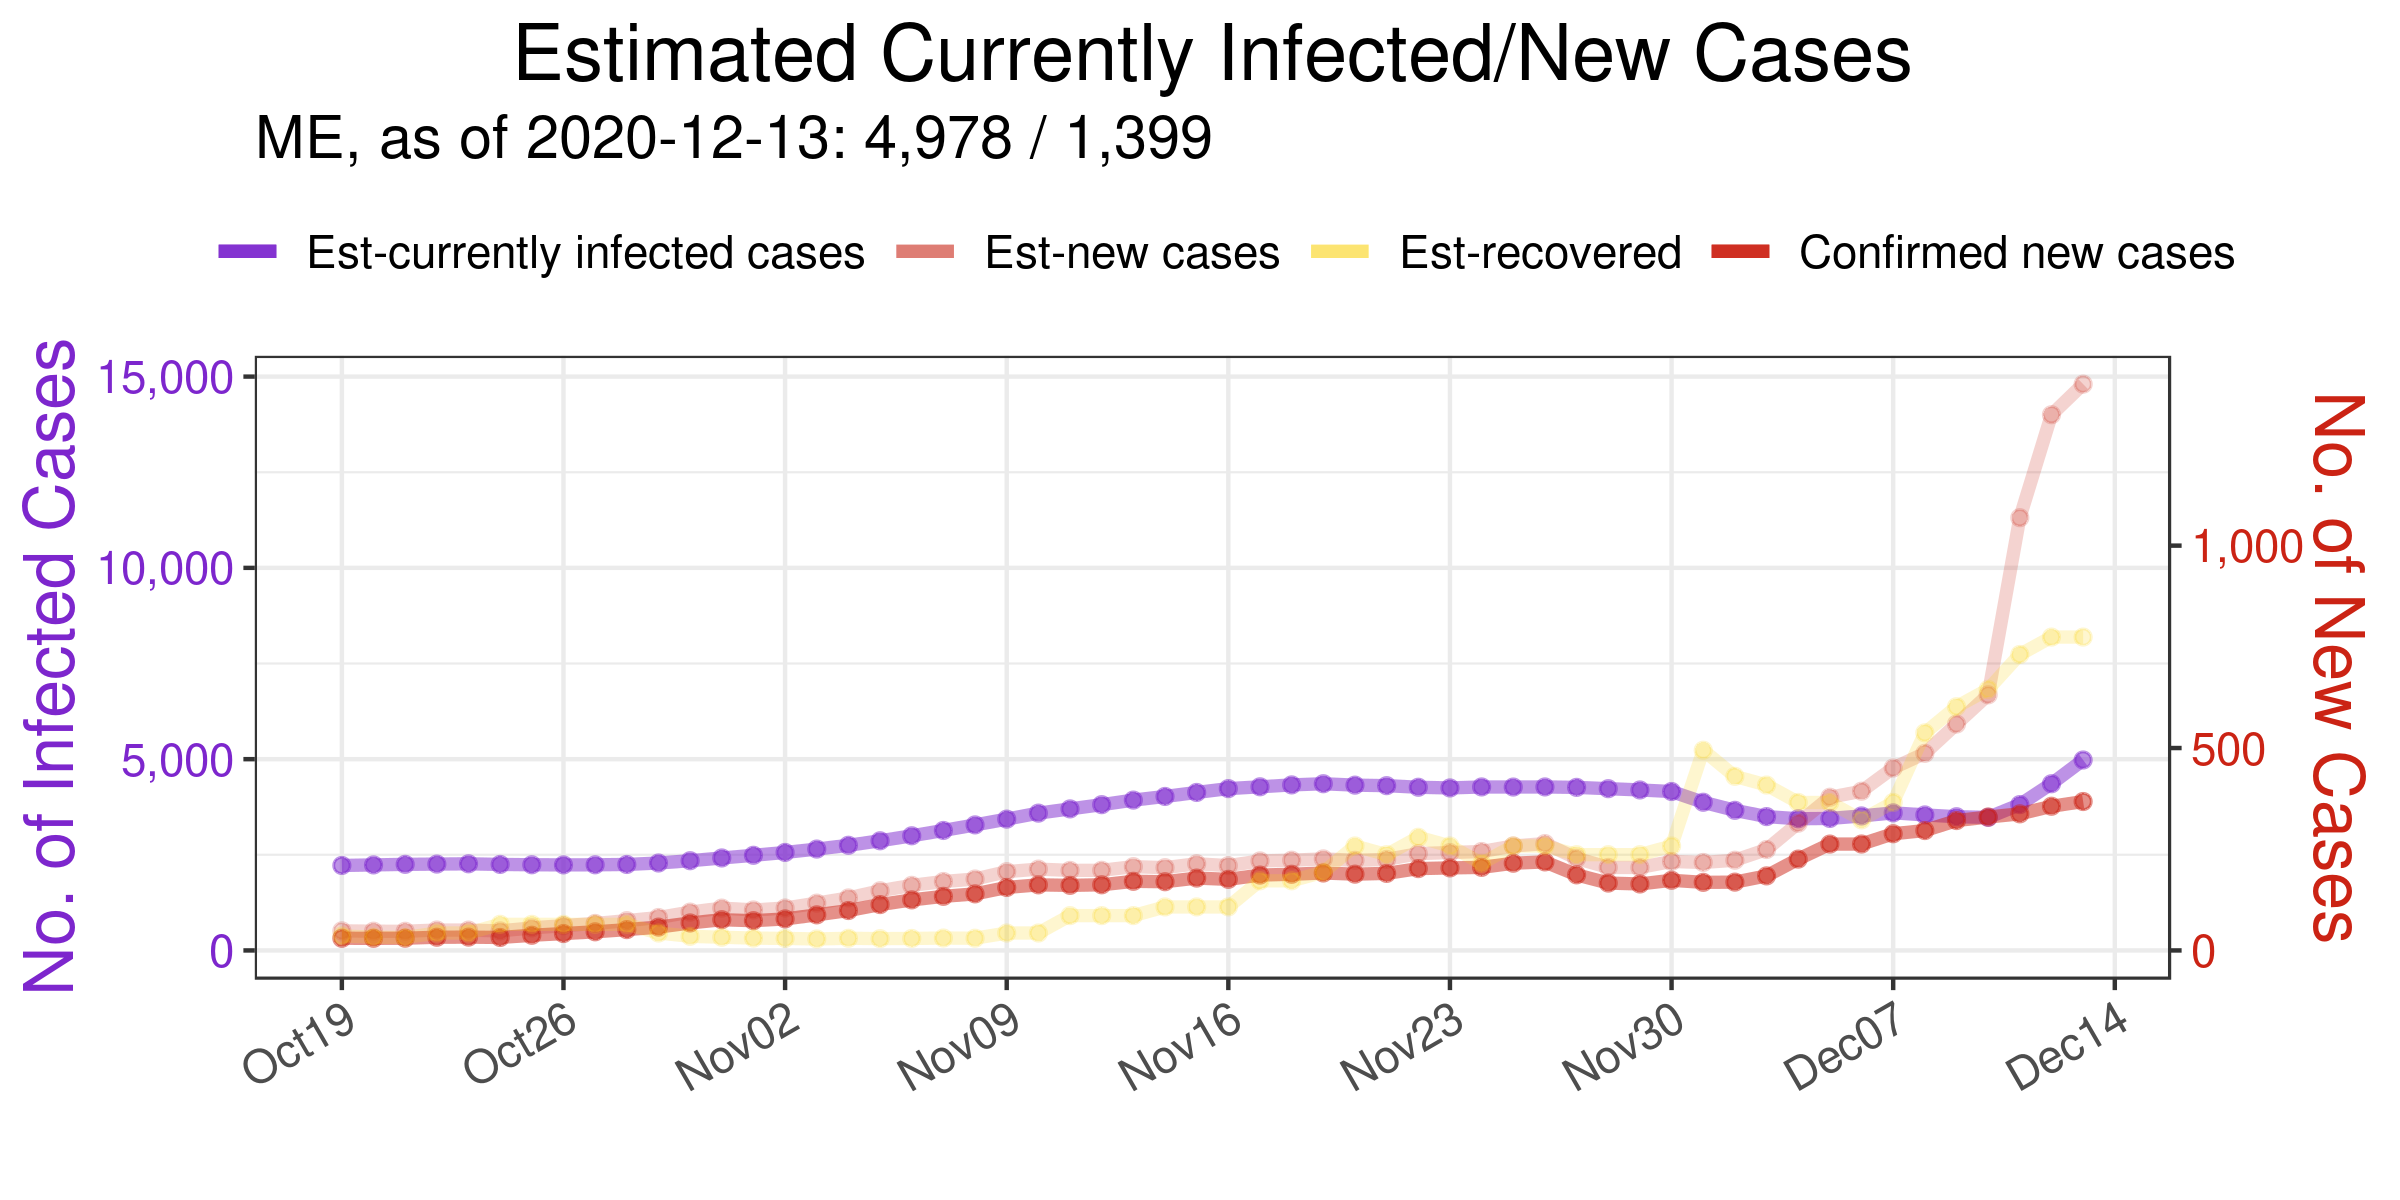 Estimated Currently Infected/New Cases
ME, as of 2020-12-13: 4,978 / 1,399
Est-currently infected cases Est-new cases Est-recovered Confirmed new cases
No. of Infected Cases
15,000
10,000
5,000
0
No. of New Cases
1,000
500
0
Oct19 Oct26 Nov02 Nov09 Nov16 Nov23 Nov30 Dec07 Dec14